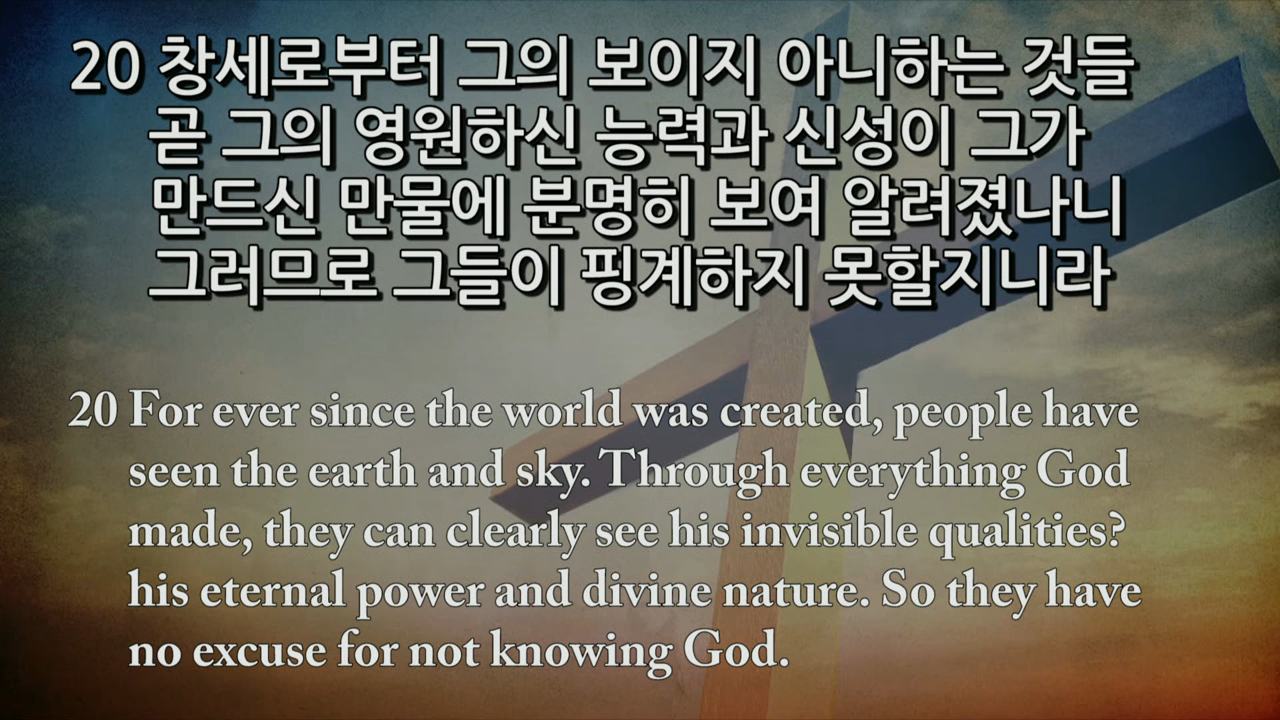 20 창세로부터 그의 보이지 아니하는 것들
곧 그의 영원하신 능력과 신성이 그가
만드신 만물에 분명히 보여 알려졌나니
그러므로 그들이 핑계하지 못할지니라
20 For ever since the world was created, people have
seen the earth and sky. Through everything God
made, they can clearly see his invisible qualities?
his eternal power and divine nature. So they have
no excuse for not knowing God.